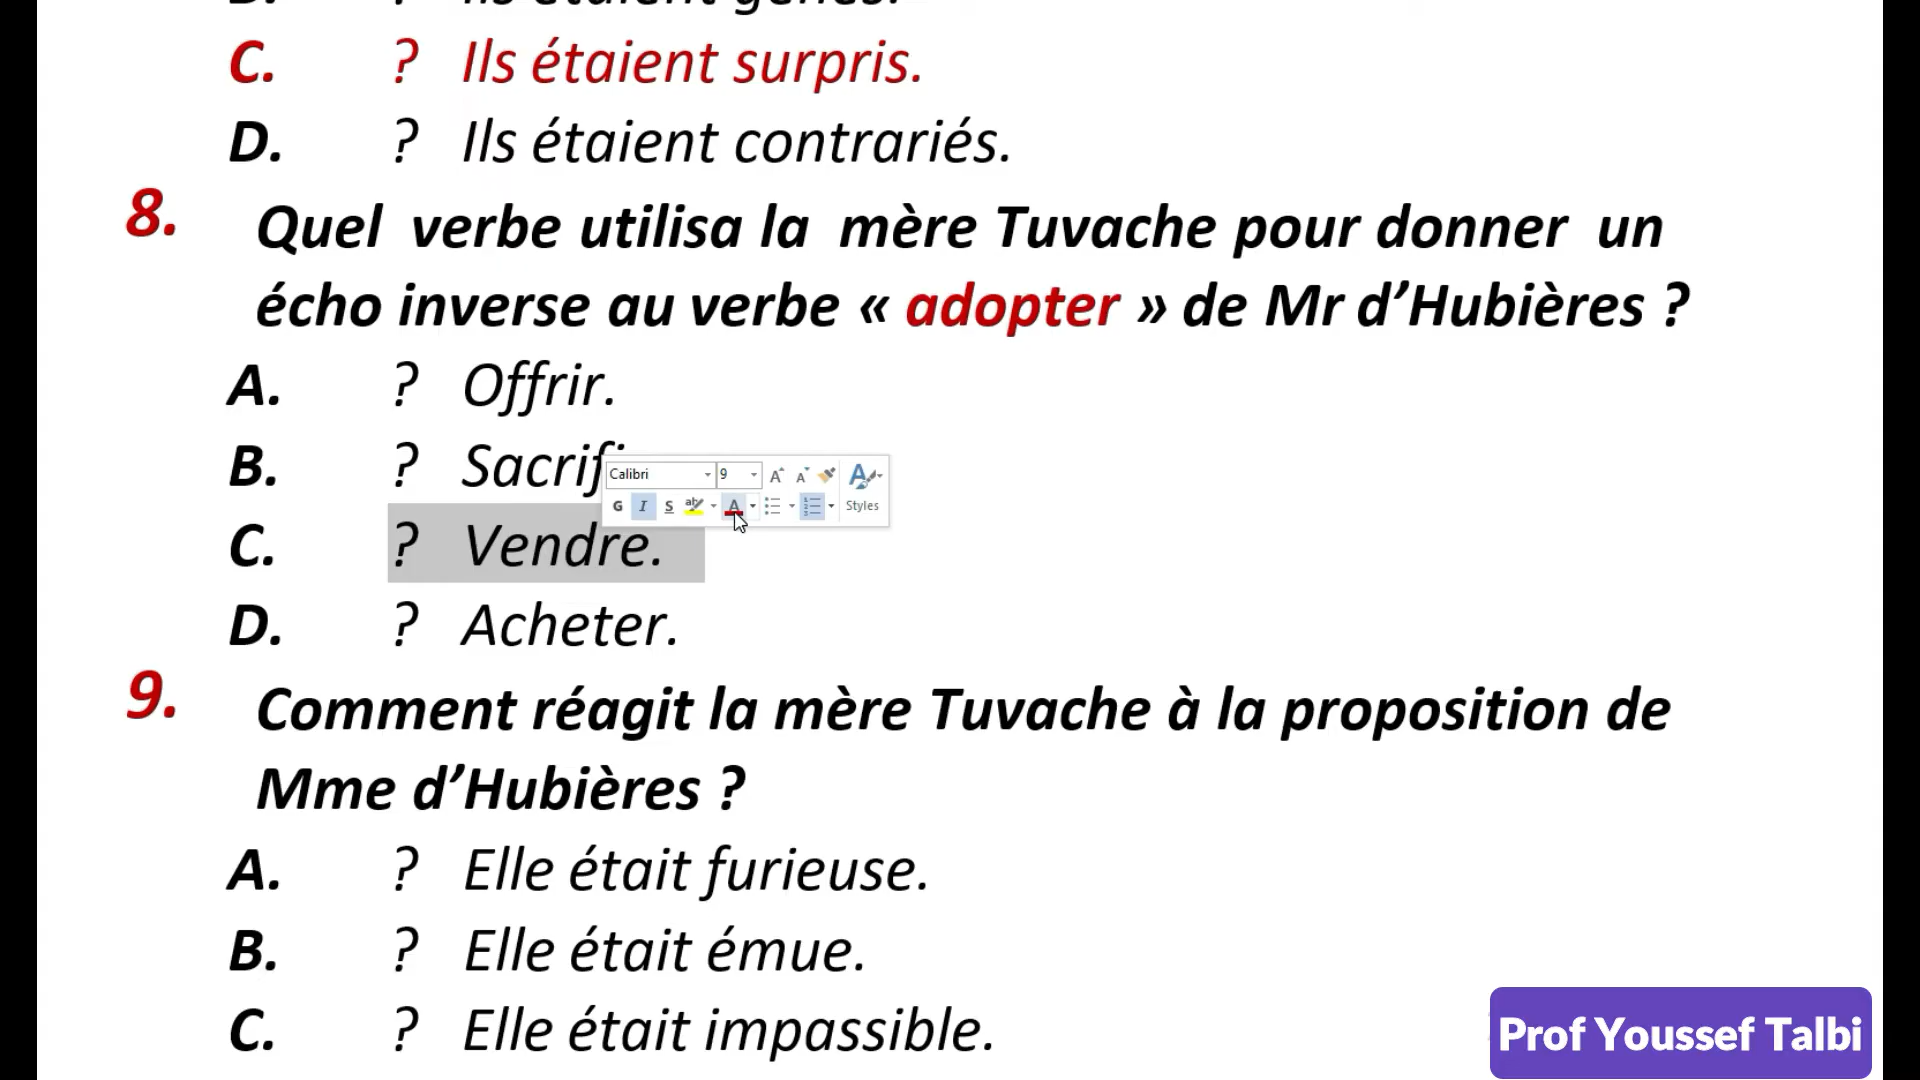 C. ? Ils étaient surpris.
D. ? Ils étaient contrariés.
8. Quel verbe utilisa la mère Tuvache pour donner un
écho inverse au verbe « adopter » de Mr d’Hubières ?
A. ? Offrir.
B. ?
Calibri 9
G I S Styles
C. ? Vendre.
D. ? Acheter.
9. Comment réagit la mère Tuvache à la proposition de
Mme d’Hubières ?
A. ? Elle était furieuse.
B. ? Elle était émue.
C. ? Elle était impassible.
Prof Youssef Talbi